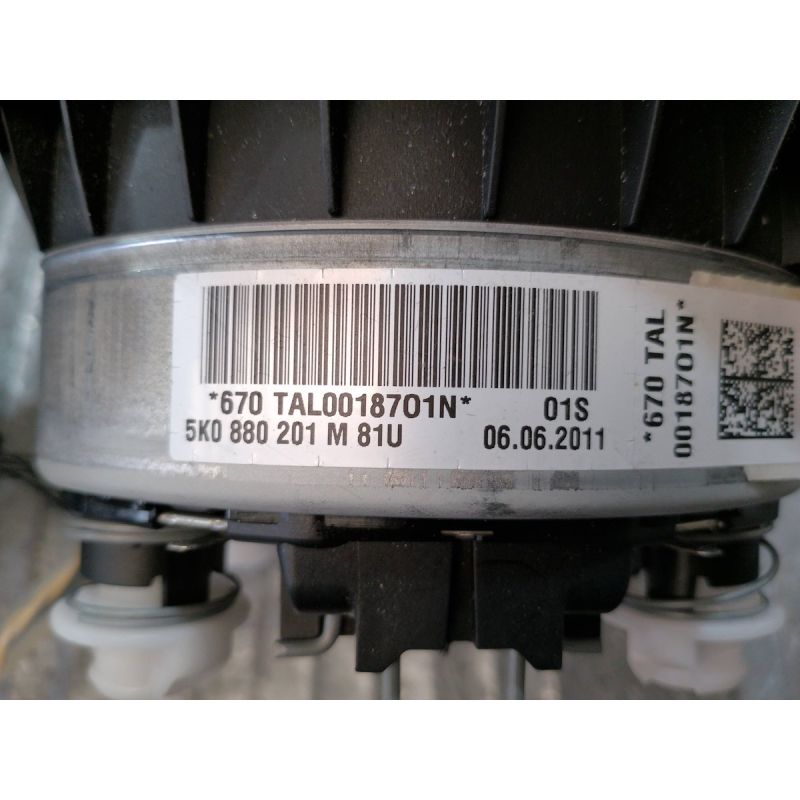 *670 TAL0018701N* 01S
5K0 880 201 M 81U 06.06.2011
*670 TAL
0018701N*